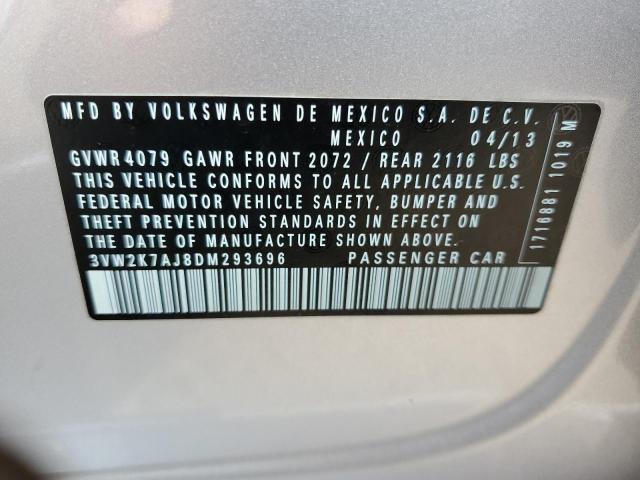 MFD BY VOLKSWAGEN DE MEXICO S.A. DE C.V.
MEXICO 04/13
GVWR4079 GAWR FRONT 2072 / REAR 2116 LBS
THIS VEHICLE CONFORMS TO ALL APPLICABLE U.S.
FEDERAL MOTOR VEHICLE SAFETY, BUMPER AND
THEFT PREVENTION STANDARDS IN EFFECT ON
THE DATE OF MANUFACTURE SHOWN ABOVE.
3VW2K7AJ8DM293696 PASSENGER CAR
1716881 1019 M